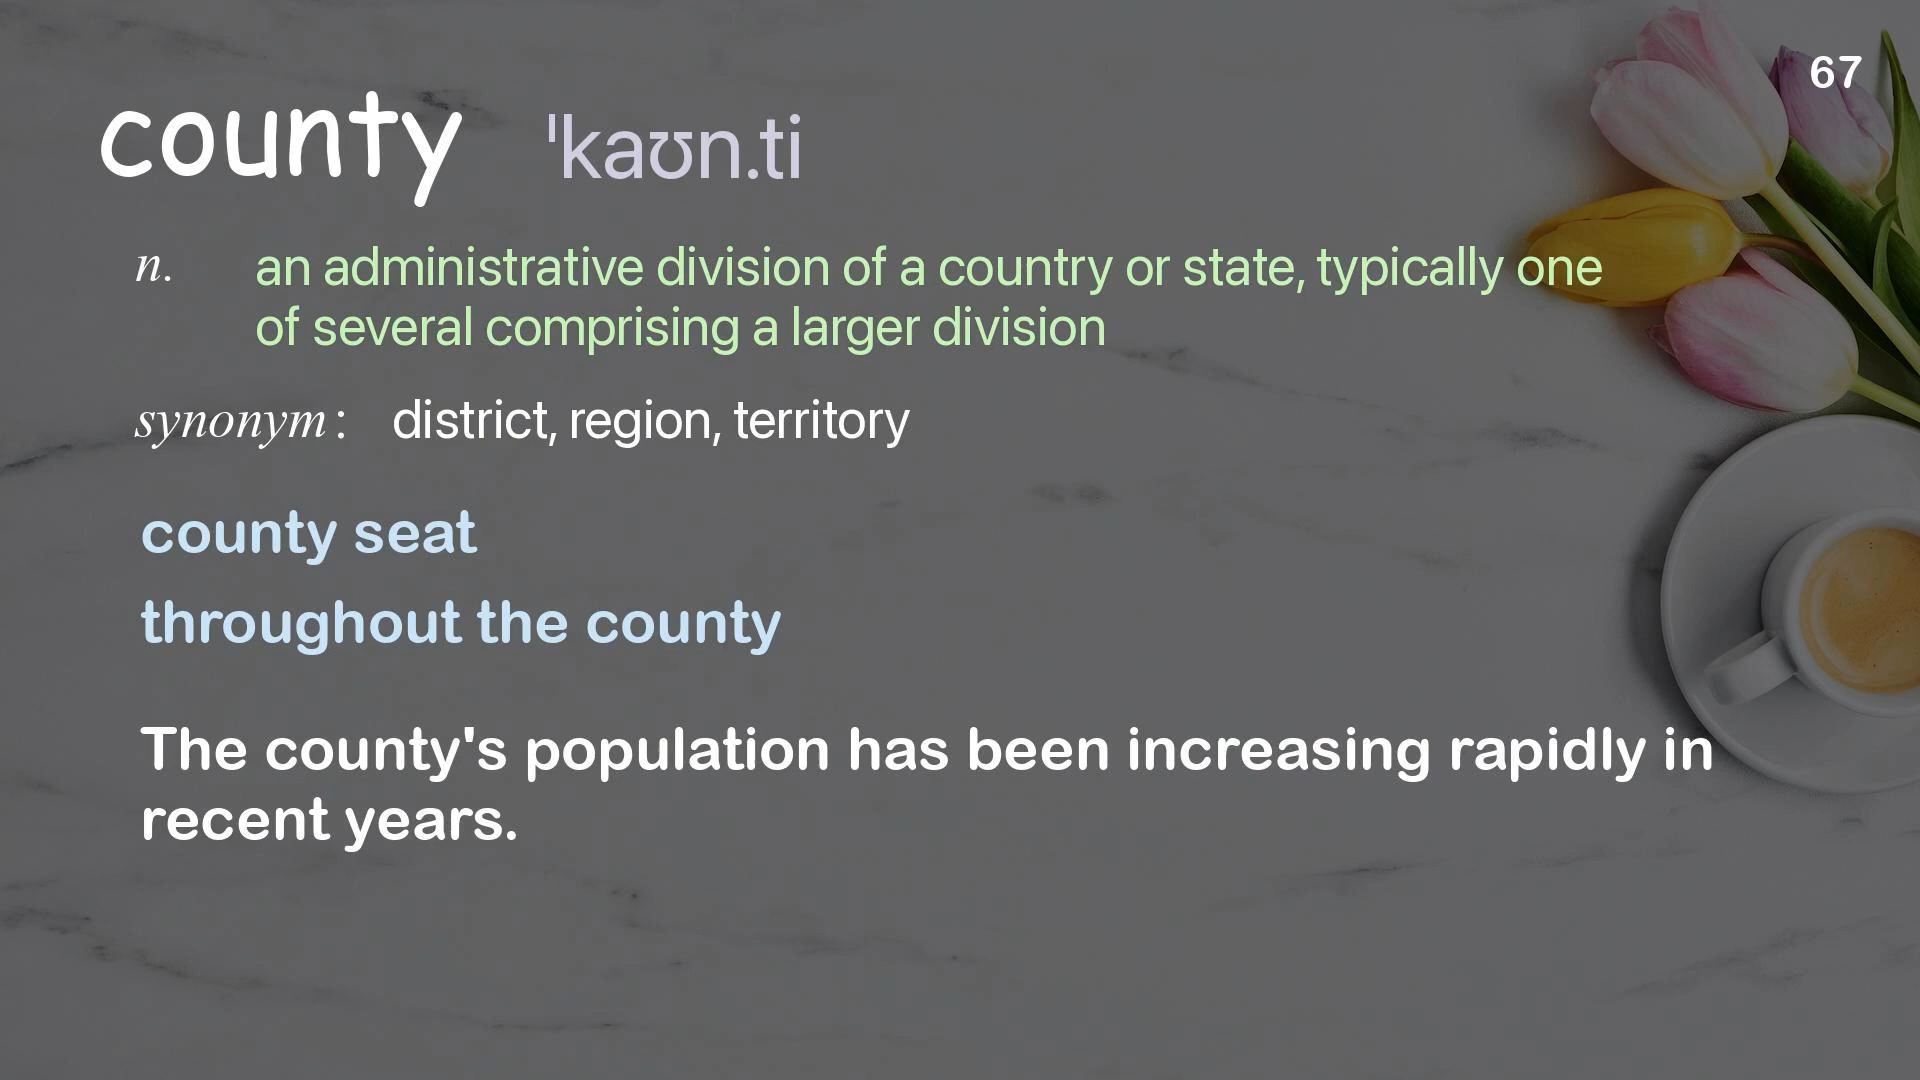 67
county ˈkaʊn.ti
n. an administrative division of a country or state, typically one
of several comprising a larger division
synonym: district, region, territory
county seat
throughout the county
The county's population has been increasing rapidly in
recent years.